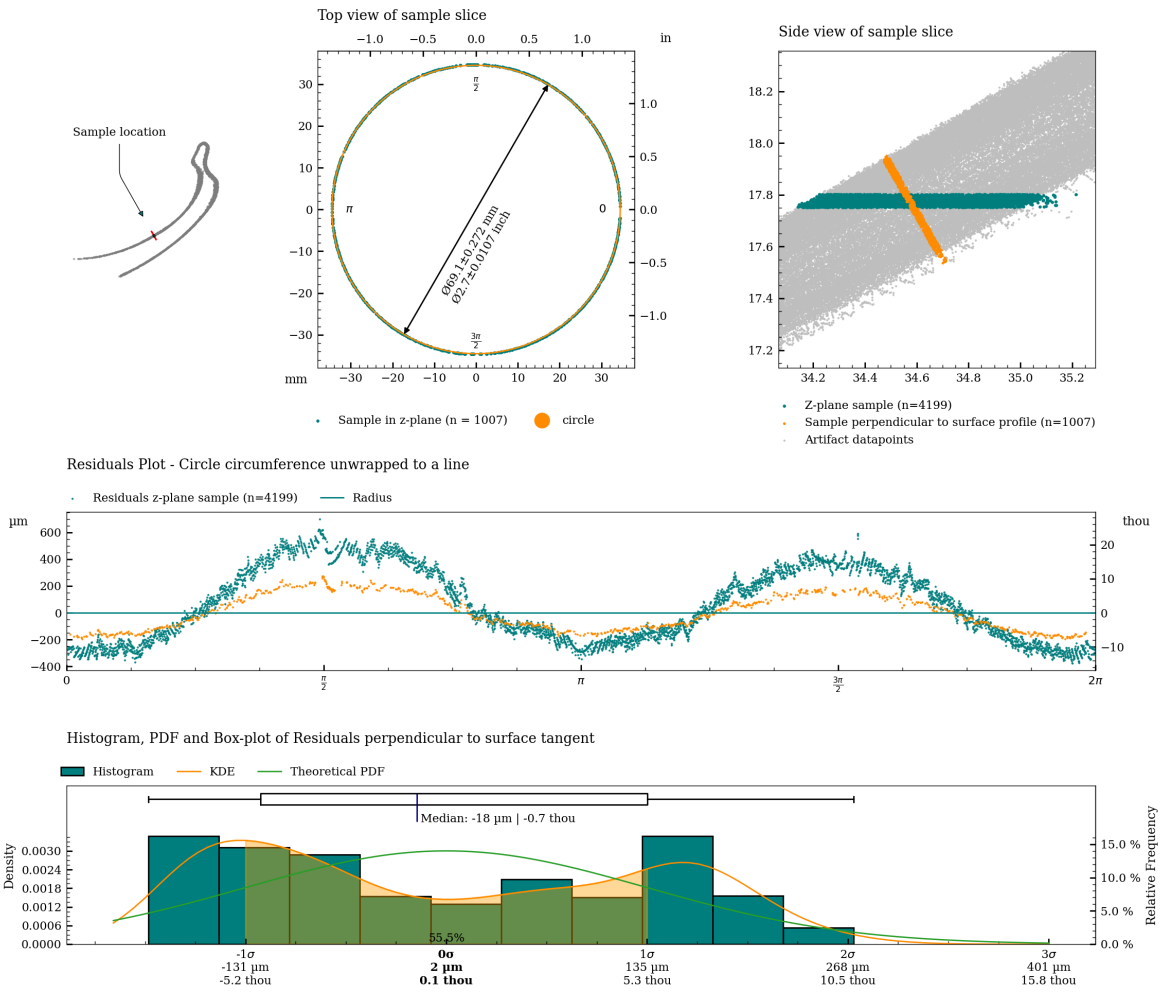 Top view of sample slice
Side view of sample slice
−1.0 −0.5 0.0 0.5 1.0 in
Sample location
30
20
10
0
−10
−20
−30
mm
π/2
π
0
3π/2
Ø69.1±0.272 mm
Ø2.7±0.0107 inch
1.0
0.5
0.0
−0.5
−1.0
−30 −20 −10 0 10 20 30
Sample in z-plane (n = 1007) circle
18.2
18.0
17.8
17.6
17.4
17.2
34.2 34.4 34.6 34.8 35.0 35.2
Z-plane sample (n=4199)
Sample perpendicular to surface profile (n=1007)
Artifact datapoints
Residuals Plot - Circle circumference unwrapped to a line
Residuals z-plane sample (n=4199) Radius
µm
600
400
200
0
−200
−400
thou
20
10
0
−10
0 π/2 π 3π/2 2π
Histogram, PDF and Box-plot of Residuals perpendicular to surface tangent
Histogram KDE Theoretical PDF
Median: -18 µm | -0.7 thou
Density
0.0030
0.0024
0.0018
0.0012
0.0006
0.0000
Relative Frequency
15.0 %
10.0 %
5.0 %
0.0 %
55.5%
-1σ 0σ 1σ 2σ 3σ
-131 µm 2 µm 135 µm 268 µm 401 µm
-5.2 thou 0.1 thou 5.3 thou 10.5 thou 15.8 thou